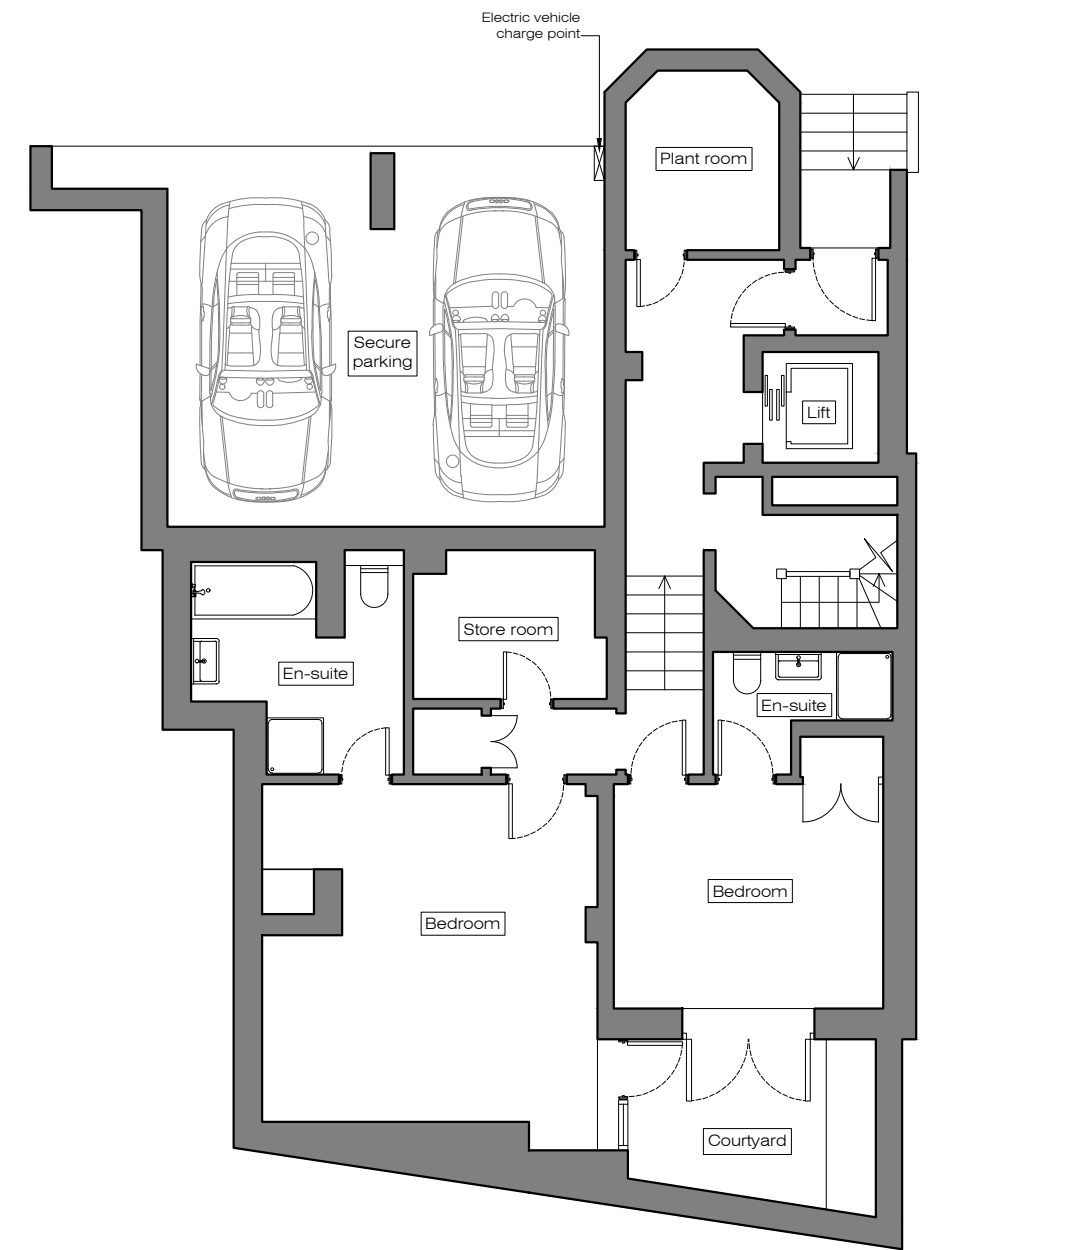 Electric vehicle
charge point
Plant room
Secure
parking
Lift
Store room
En-suite
En-suite
Bedroom
Bedroom
Courtyard